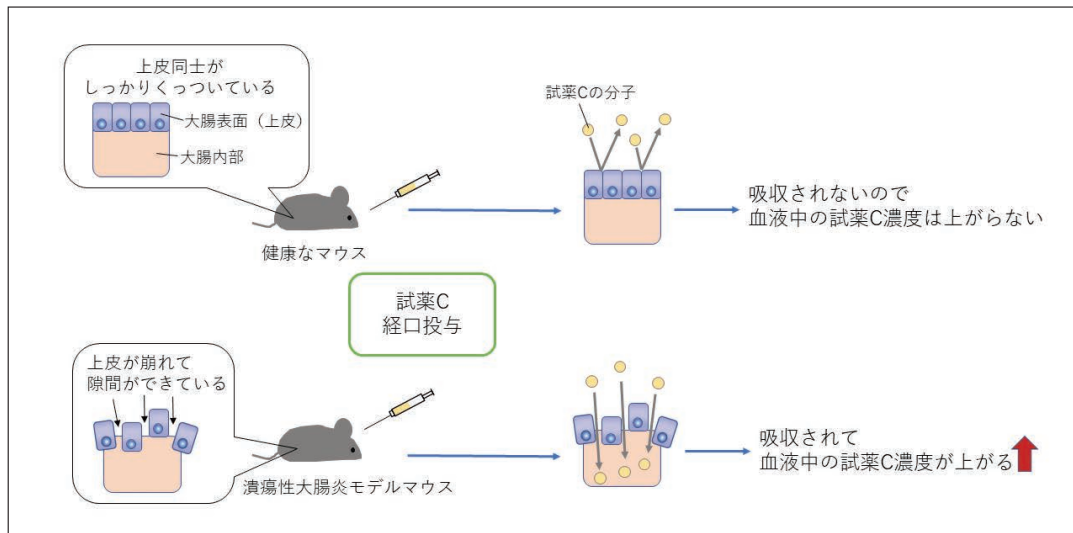 上皮同士が
しっかりくっついている
大腸表面（上皮）
大腸内部
健康なマウス
試薬Cの分子
吸収されないので
血液中の試薬C濃度は上がらない
試薬C
経口投与
上皮が崩れて
隙間ができている
潰瘍性大腸炎モデルマウス
吸収されて
血液中の試薬C濃度が上がる